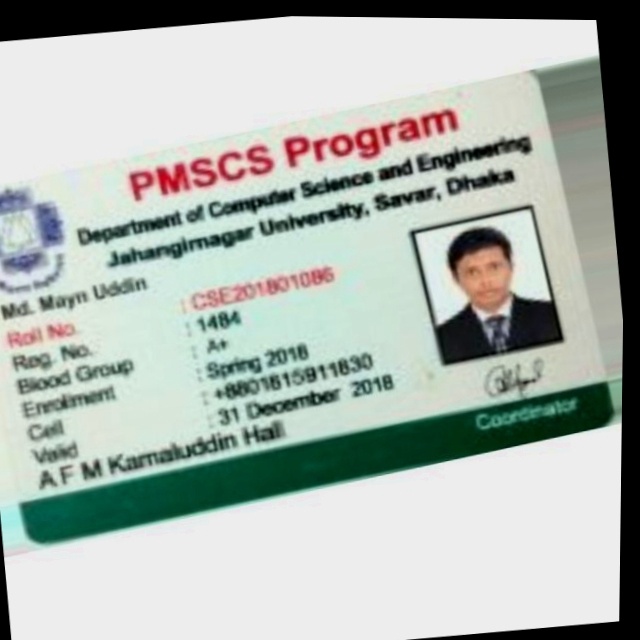 PMSCS Program
Department of Computer Science and Engineering
Jahangirnagar University, Savar, Dhaka
Md. Mayn Uddin
Roll No. : CSE201801086
Reg. No. : 1484
Blood Group : A+
Enrolment : Spring 2018
Cell : +8801815911830
Valid : 31 December 2018
A F M Kamaluddin Hall
Coordinator